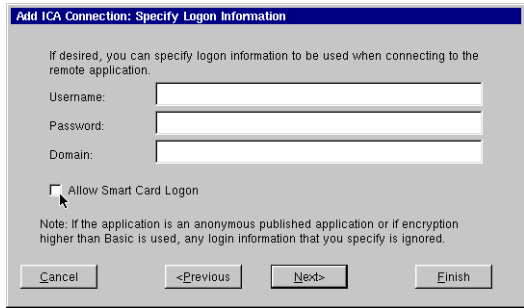 Add ICA Connection: Specify Logon Information
If desired, you can specify logon information to be used when connecting to the
remote application.
Username:
Password:
Domain:
Allow Smart Card Logon
Note: If the application is an anonymous published application or if encryption
higher than Basic is used, any login information that you specify is ignored.
Cancel
<Previous
Next>
Finish